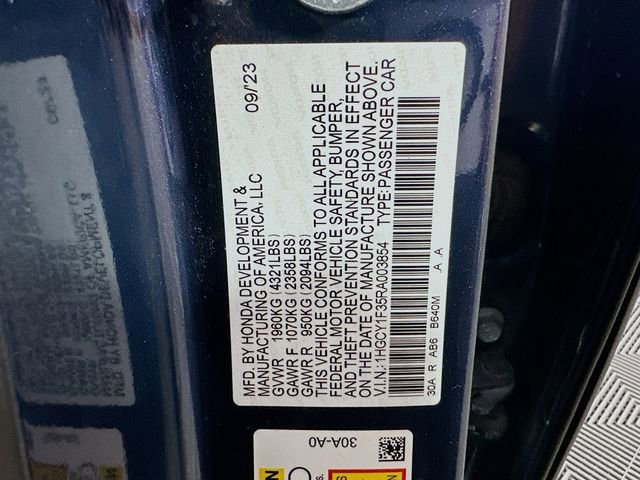 MFD. BY HONDA DEVELOPMENT & 09/'23
MANUFACTURING OF AMERICA. LLC
GVWR 1960KG (4321LBS)
GAWR F 1070KG (2358LBS)
GAWR R 950KG (2094LBS)
THIS VEHICLE CONFORMS TO ALL APPLICABLE
FEDERAL MOTOR VEHICLE SAFETY, BUMPER,
AND THEFT PREVENTION STANDARDS IN EFFECT
ON THE DATE OF MANUFACTURE SHOWN ABOVE.
V.I.N.: 1HGCY1F35RA003854 TYPE: PASSENGER CAR
30A R AB6 B640M .A .A
30A-A0